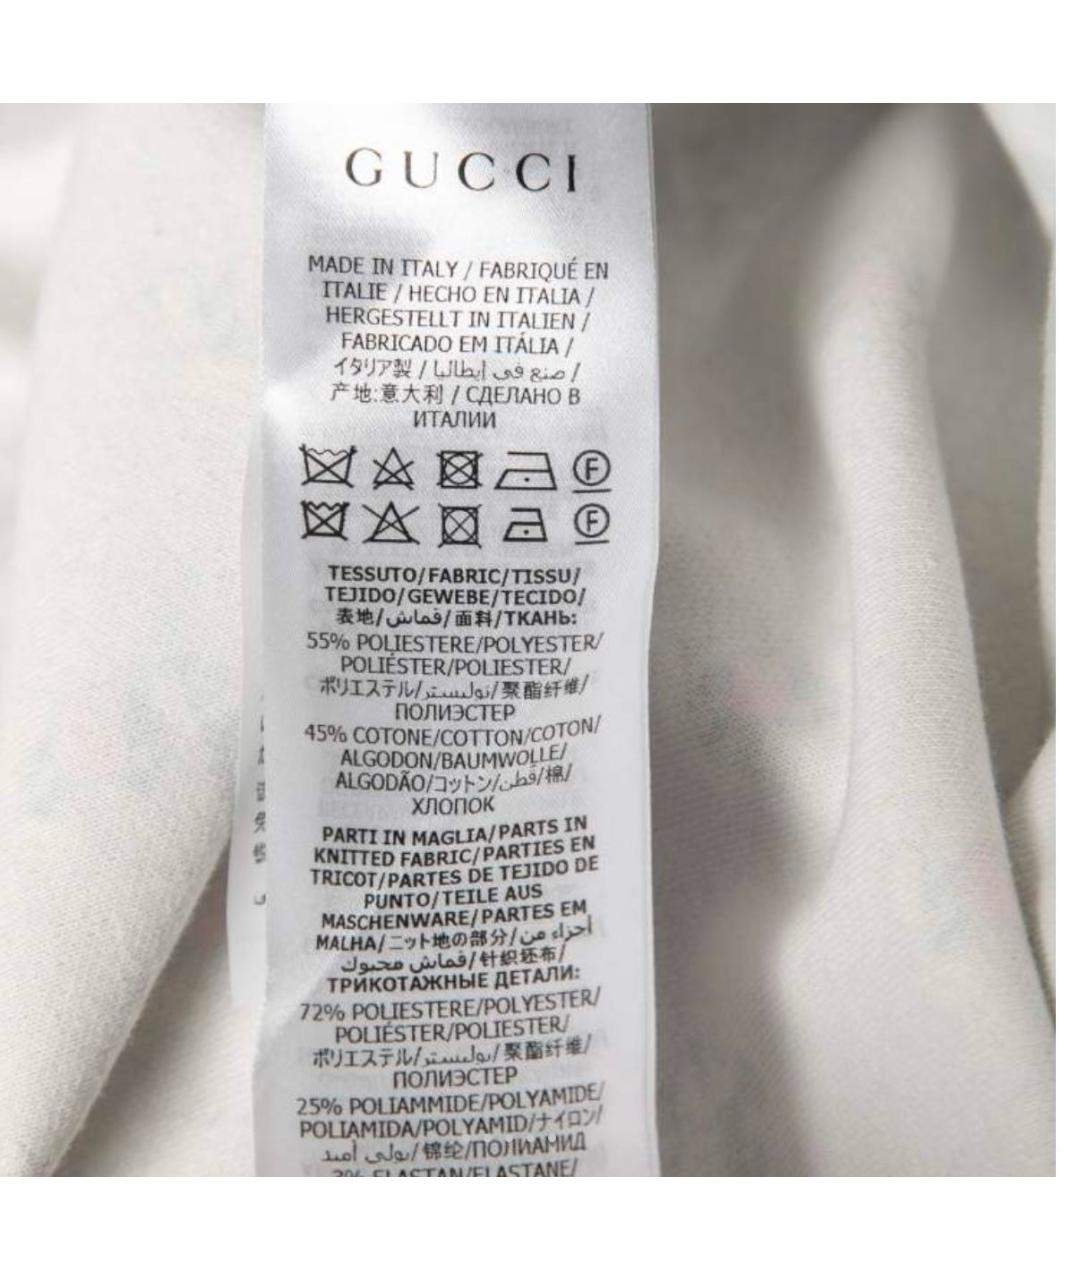 GUCCI
MADE IN ITALY / FABRIQUÉ EN
ITALIE / HECHO EN ITALIA /
HERGESTELLT IN ITALIEN /
FABRICADO EM ITÁLIA /
イタリア製 / صنع في إيطاليا /
产地:意大利 / СДЕЛАНО В
ИТАЛИИ
F
F
TESSUTO/FABRIC/TISSU/
TEJIDO/GEWEBE/TECIDO/
表地/قماش/面料/ТКАНЬ:
55% POLIESTERE/POLYESTER/
POLIÉSTER/POLIESTER/
ポリエステル/بوليستر/聚酯纤维/
ПОЛИЭСТЕР
45% COTONE/COTTON/COTON/
ALGODON/BAUMWOLLE/
ALGODÃO/コットン/قطن/棉/
ХЛОПОК
PARTI IN MAGLIA/PARTS IN
KNITTED FABRIC/PARTIES EN
TRICOT/PARTES DE TEJIDO DE
PUNTO/TEILE AUS
MASCHENWARE/PARTES EM
MALHA/ニット地の部分/أجزاء من
قماش محبوك/针织坯布/
ТРИКОТАЖНЫЕ ДЕТАЛИ:
72% POLIESTERE/POLYESTER/
POLIÉSTER/POLIESTER/
ポリエステル/بوليستر/聚酯纤维/
ПОЛИЭСТЕР
25% POLIAMMIDE/POLYAMIDE/
POLIAMIDA/POLYAMID/ナイロン/
بولي أميد/锦纶/ПОЛИАМИД
3% ELASTAN/ELASTANE/